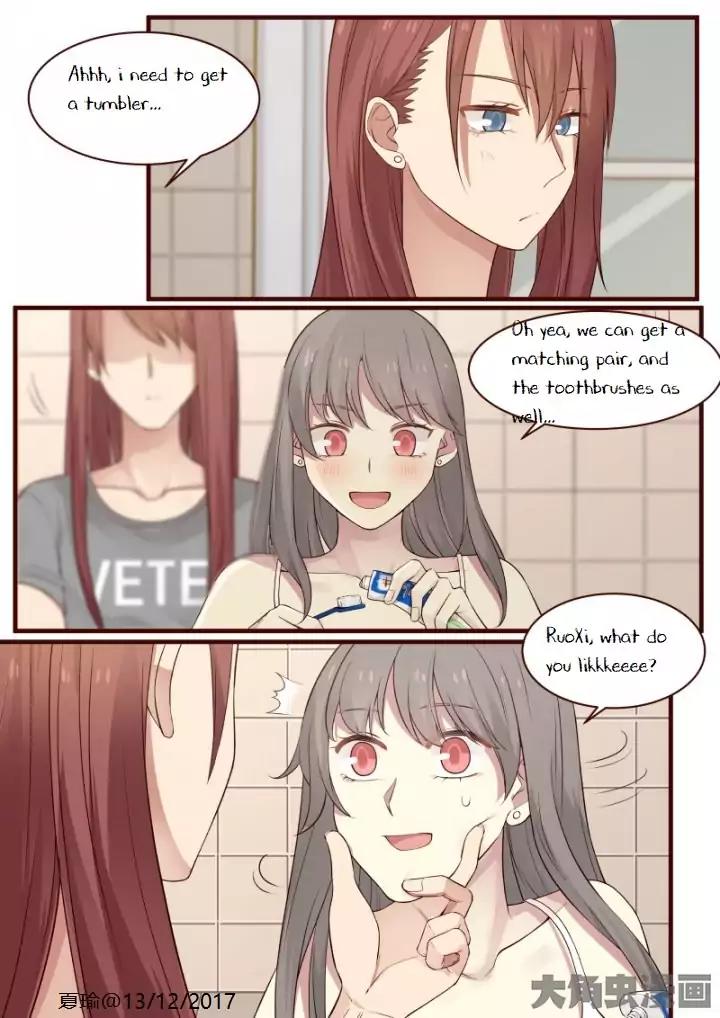 Ahhh, i need to get
a tumbler...
Oh yea, we can get a
matching pair, and
the toothbrushes as
well...
VETE
RuoXi, what do
you likkkeeee?
夏瑜@13/12/2017
大角虫漫画